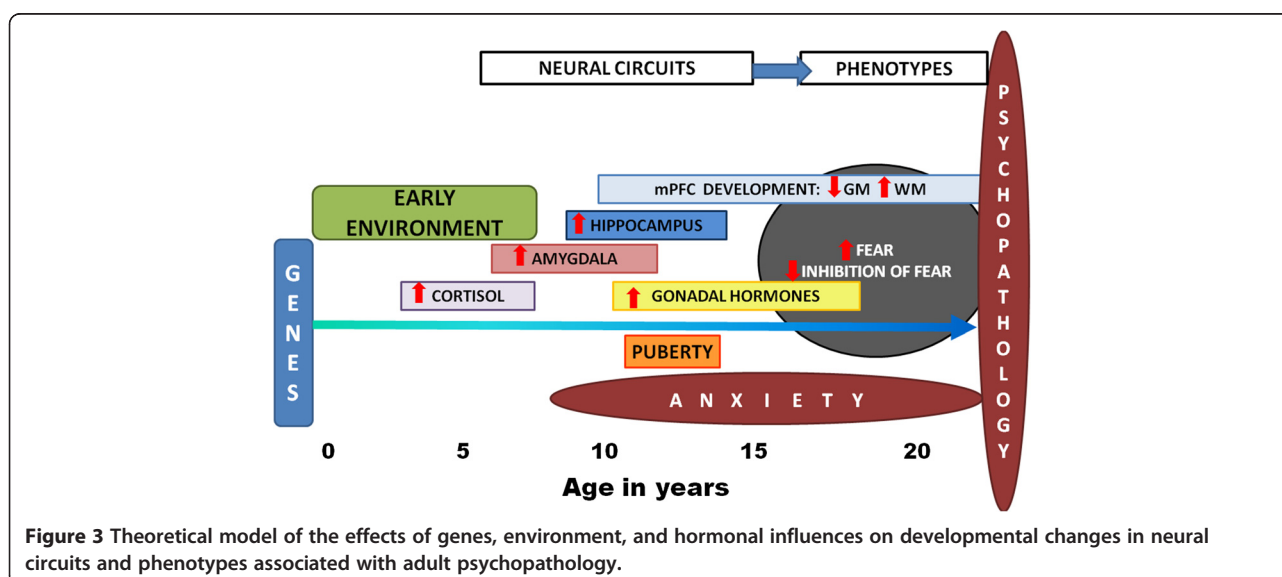 NEURAL CIRCUITS
PHENOTYPES
PSYCHOPATHOLOGY
mPFC DEVELOPMENT: GM WM
EARLY
ENVIRONMENT
HIPPOCAMPUS
GENES
AMYGDALA
FEAR
INHIBITION OF FEAR
CORTISOL
GONADAL HORMONES
PUBERTY
ANXIETY
0 5 10 15 20
Age in years
Figure 3 Theoretical model of the effects of genes, environment, and hormonal influences on developmental changes in neural
circuits and phenotypes associated with adult psychopathology.